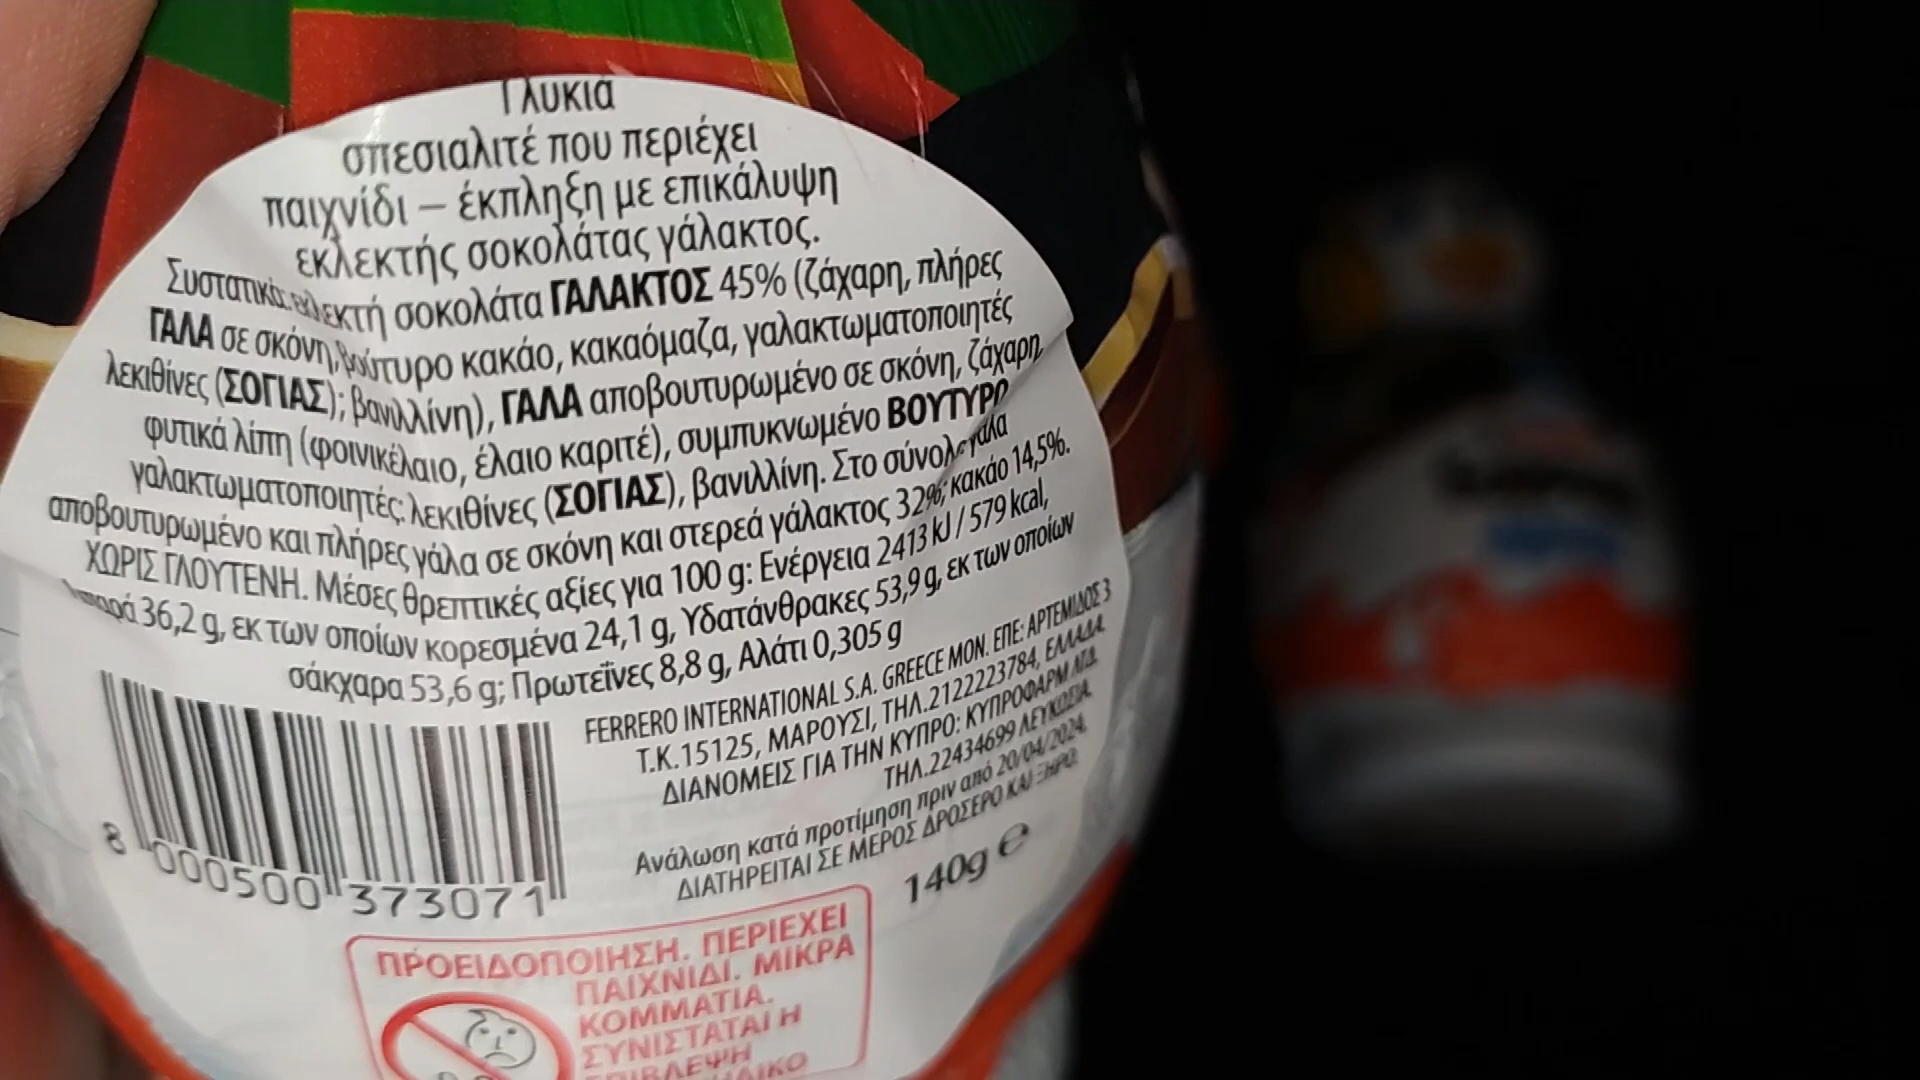 Γλυκιά
σπεσιαλιτέ που περιέχει
παιχνίδι – έκπληξη με επικάλυψη
εκλεκτής σοκολάτας γάλακτος.
Συστατικά: εκλεκτή σοκολάτα ΓΑΛΑΚΤΟΣ 45% (ζάχαρη, πλήρες
ΓΑΛΑ σε σκόνη, βούτυρο κακάο, κακαόμαζα, γαλακτωματοποιητές
λεκιθίνες (ΣΟΓΙΑΣ); βανιλλίνη), ΓΑΛΑ αποβουτυρωμένο σε σκόνη, ζάχαρη,
φυτικά λίπη (φοινικέλαιο, έλαιο καριτέ), συμπυκνωμένο ΒΟΥΤΥΡΟ
γαλακτωματοποιητές: λεκιθίνες (ΣΟΓΙΑΣ), βανιλλίνη. Στο σύνολο: γάλα
αποβουτυρωμένο και πλήρες γάλα σε σκόνη και στερεά γάλακτος 32%; κακάο 14,5%.
ΧΩΡΙΣ ΓΛΟΥΤΕΝΗ. Μέσες θρεπτικές αξίες για 100 g: Ενέργεια 2413 kJ / 579 kcal,
Λιπαρά 36,2 g, εκ των οποίων κορεσμένα 24,1 g, Υδατάνθρακες 53,9 g, εκ των οποίων
σάκχαρα 53,6 g; Πρωτεΐνες 8,8 g, Αλάτι 0,305 g
FERRERO INTERNATIONAL S.A. GREECE ΜΟΝ. ΕΠΕ: ΑΡΤΕΜΙΔΟΣ 3
Τ.Κ.15125, ΜΑΡΟΥΣΙ, ΤΗΛ.2122223784, ΕΛΛΑΔΑ.
ΔΙΑΝΟΜΕΙΣ ΓΙΑ ΤΗΝ ΚΥΠΡΟ: ΚΥΠΡΟΦΑΡΜ ΛΤΔ.
ΤΗΛ.22434699 ΛΕΥΚΩΣΙΑ.
Ανάλωση κατά προτίμηση πριν από 20/04/2024.
ΔΙΑΤΗΡΕΙΤΑΙ ΣΕ ΜΕΡΟΣ ΔΡΟΣΕΡΟ ΚΑΙ ΞΗΡΟ.
140g e
8 000500 373071
ΠΡΟΕΙΔΟΠΟΙΗΣΗ. ΠΕΡΙΕΧΕΙ
ΠΑΙΧΝΙΔΙ. ΜΙΚΡΑ
ΚΟΜΜΑΤΙΑ.
ΣΥΝΙΣΤΑΤΑΙ Η
ΕΠΙΒΛΕΨΗ